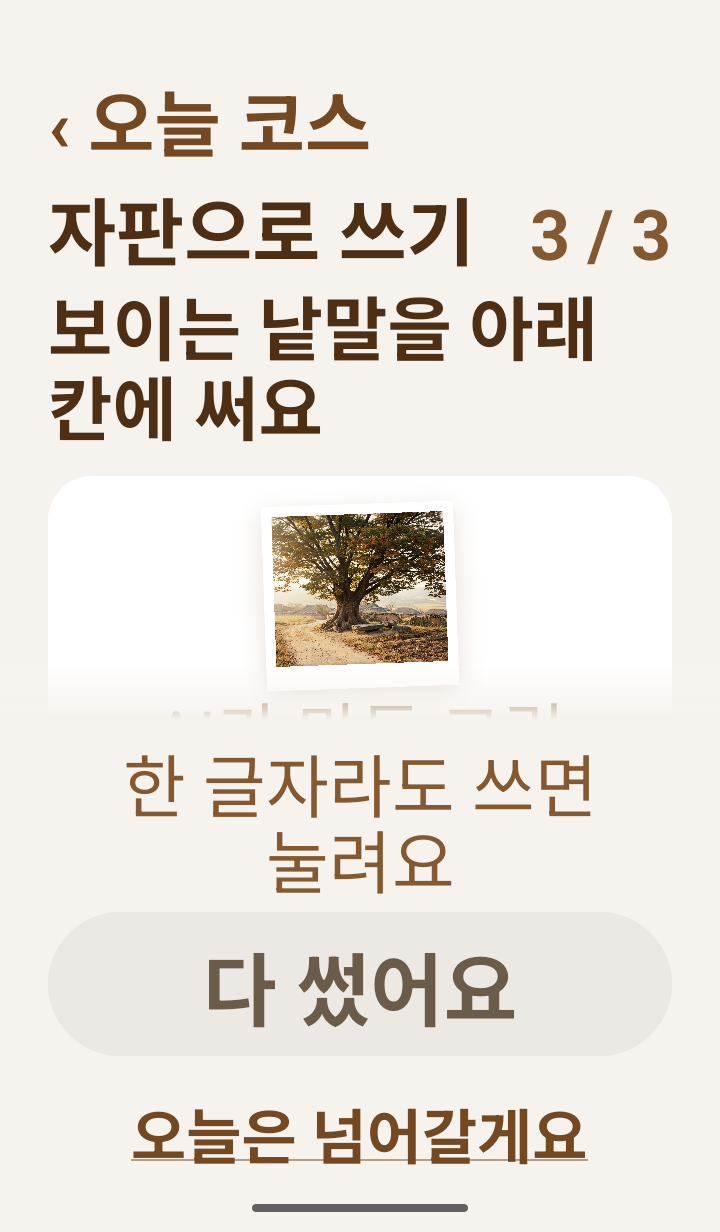 ‹ 오늘 코스
자판으로 쓰기 3 / 3
보이는 낱말을 아래
칸에 써요
한 글자라도 쓰면
눌려요
다 썼어요
오늘은 넘어갈게요